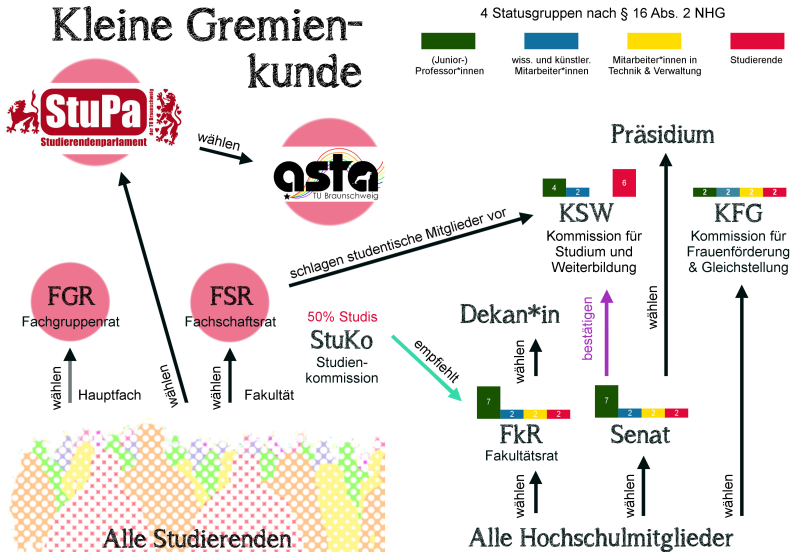 Kleine Gremien-
kunde
4 Statusgruppen nach § 16 Abs. 2 NHG
(Junior-)
Professor*innen
wiss. und künstler.
Mitarbeiter*innen
Mitarbeiter*innen in
Technik & Verwaltung
Studierende
StuPa
Studierendenparlament
der TU Braunschweig
wählen
asta
TU Braunschweig
Präsidium
4
2
6
KSW
Kommission für
Studium und
Weiterbildung
2
2
2
2
KFG
Kommission für
Frauenförderung
& Gleichstellung
schlagen studentische Mitglieder vor
FGR
Fachgruppenrat
FSR
Fachschaftsrat
50% Studis
StuKo
Studien-
kommission
empfiehlt
Dekan*in
wählen
bestätigen
wählen
wählen
Hauptfach
wählen
wählen
Fakultät
7
2
2
2
FkR
Fakultätsrat
7
2
2
2
Senat
wählen
wählen
wählen
Alle Studierenden
Alle Hochschulmitglieder